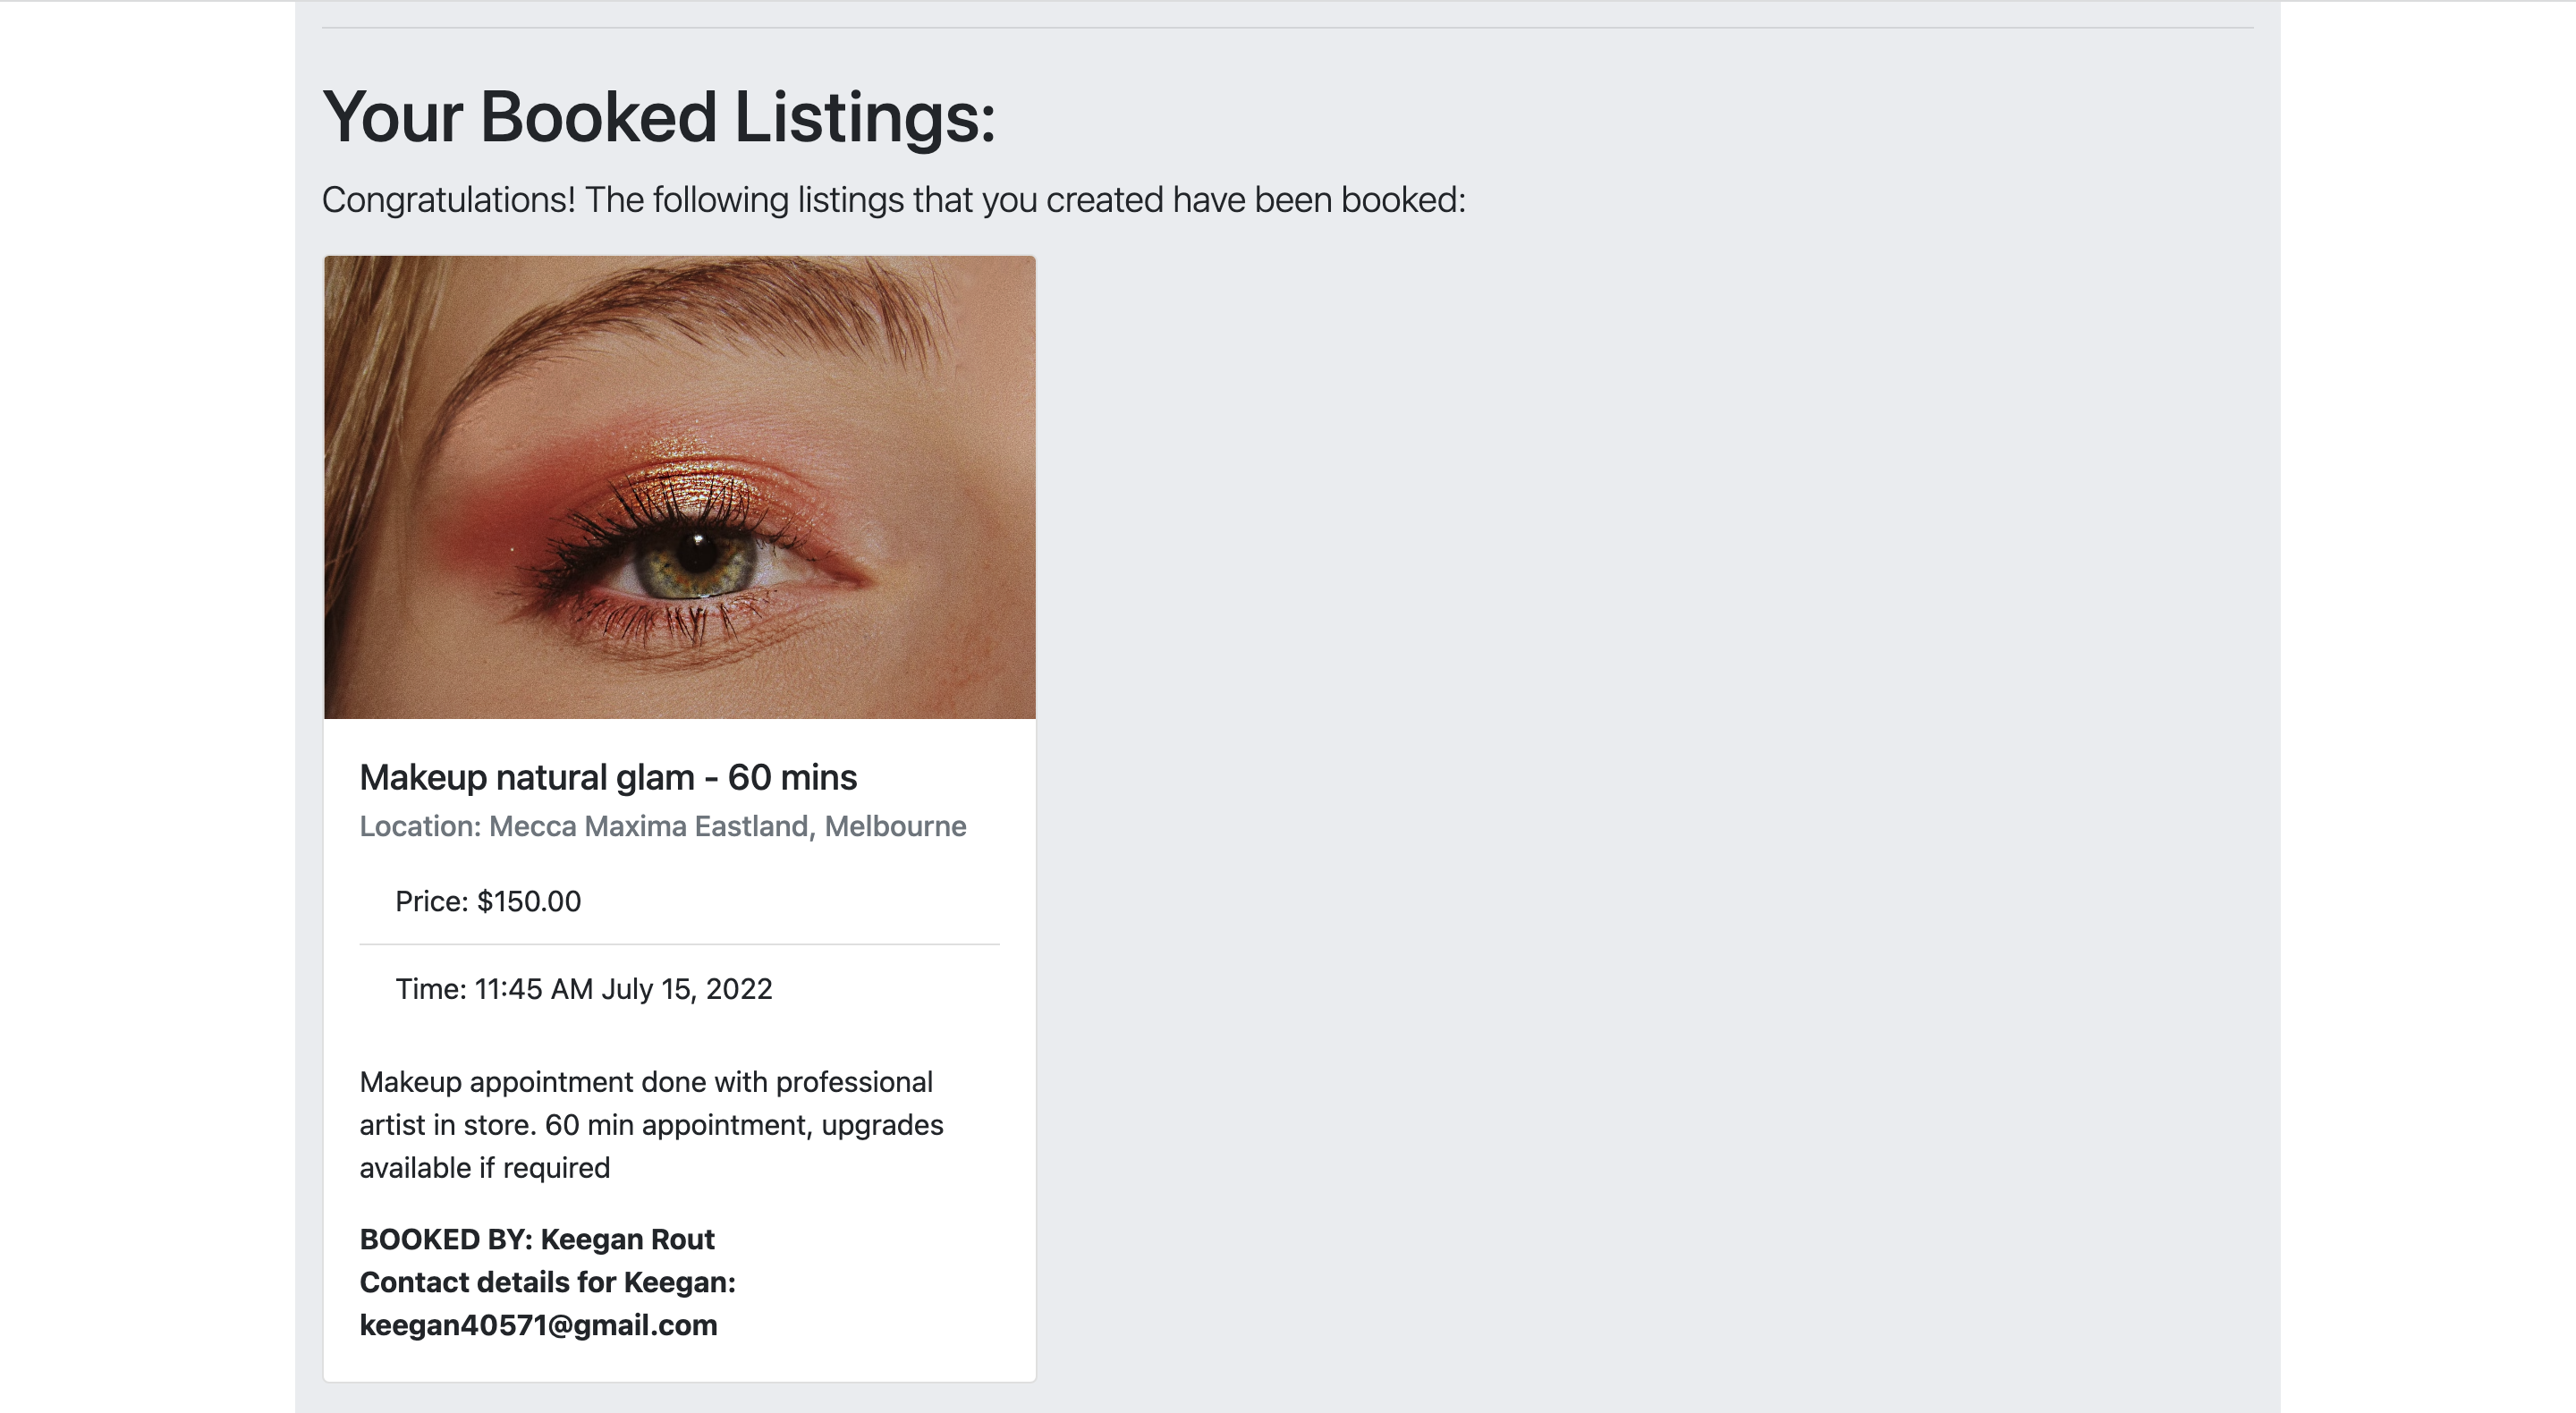 Your Booked Listings:
Congratulations! The following listings that you created have been booked:
Makeup natural glam - 60 mins
Location: Mecca Maxima Eastland, Melbourne
Price: $150.00
Time: 11:45 AM July 15, 2022
Makeup appointment done with professional
artist in store. 60 min appointment, upgrades
available if required
BOOKED BY: Keegan Rout
Contact details for Keegan:
keegan40571@gmail.com